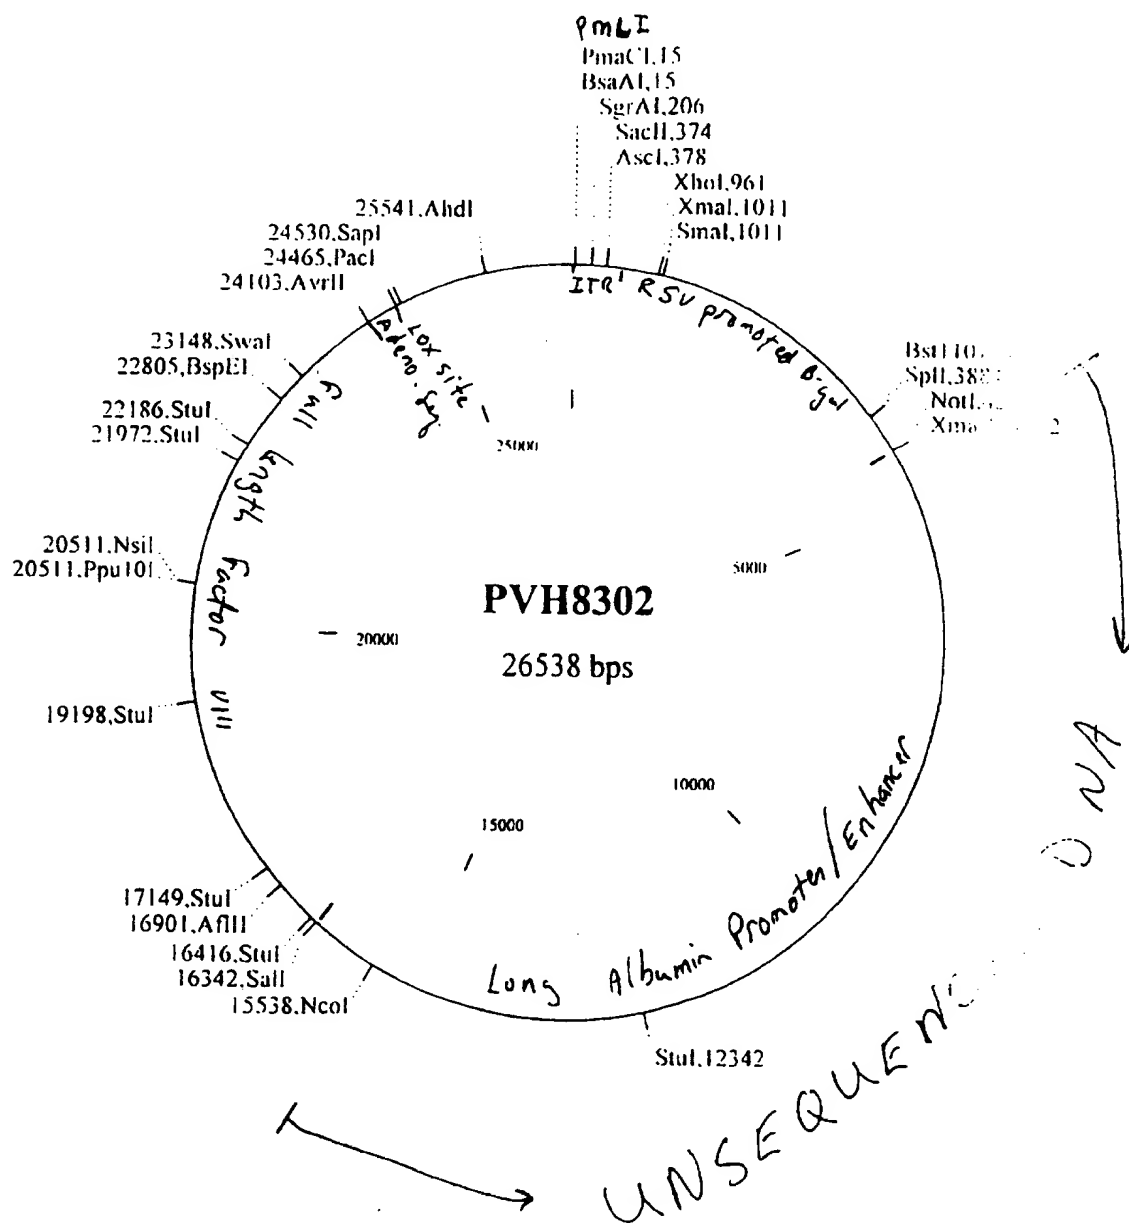 PmLI
PmaCI,15
BsaAI,15
SgrAI,206
SacII,374
AscI,378
XhoI,961
XmaI,1011
SmaI,1011
25541,AhdI
24530,SapI
24465,PacI
24103,AvrII
23148,SwaI
22805,BspEI
22186,StuI
21972,StuI
20511,NsiI
20511,Ppu10I
19198,StuI
17149,StuI
16901,AflII
16416,StuI
16342,SalI
15538,NcoI
StuI,12342
NotI,
Xma
ITR
RSV promoted B-gal
LOX site
Adeno. Seq.
Full length Factor VIII
25000
5000
20000
10000
15000
PVH8302
26538 bps
Long Albumin Promoter/Enhancer
DNA